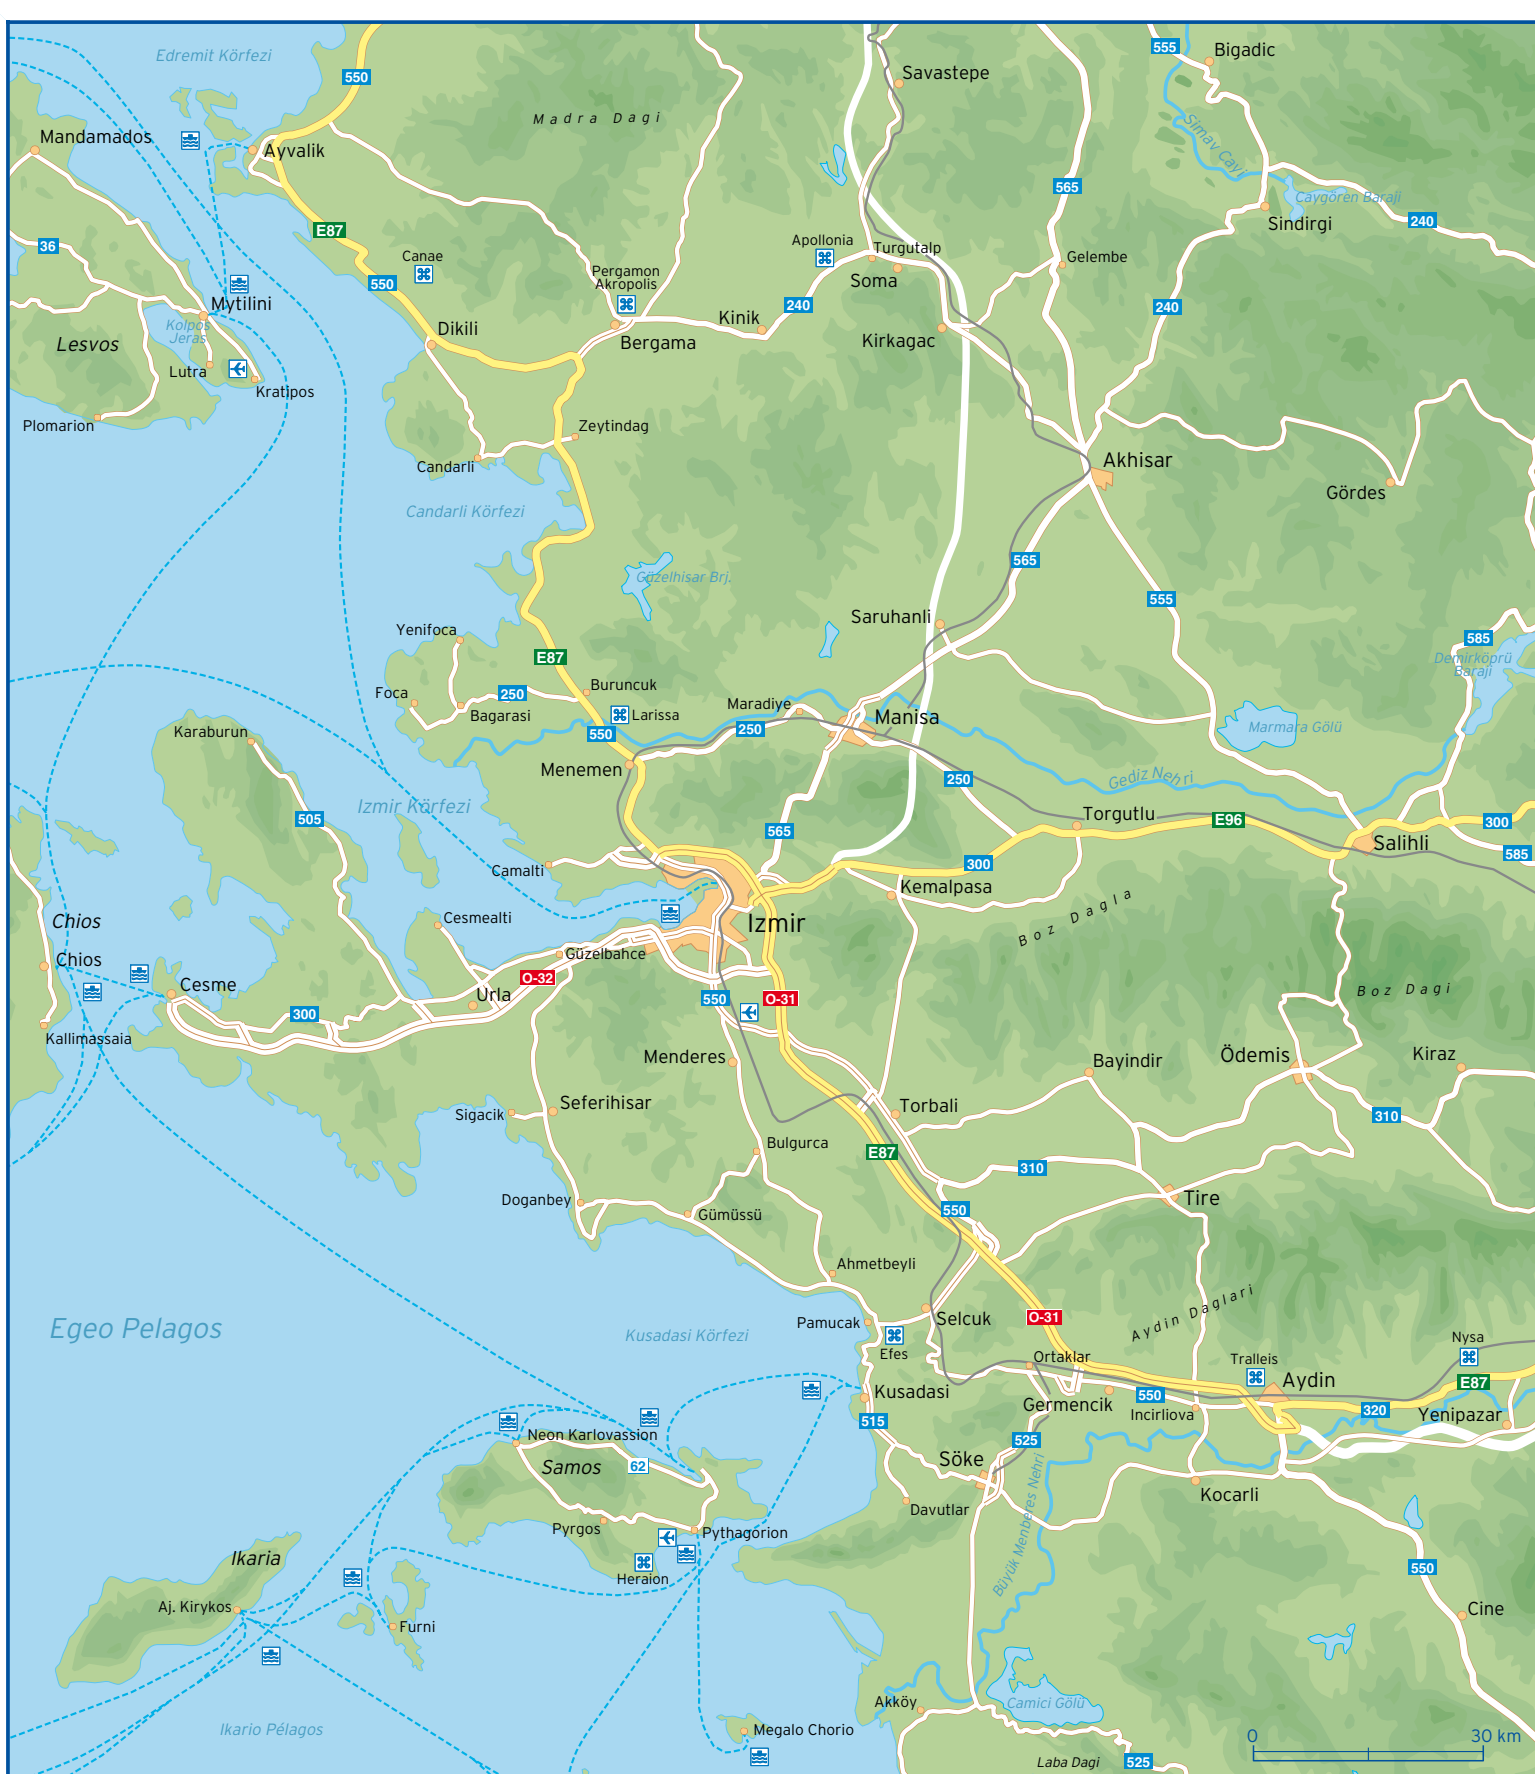 Edremit Körfezi
550
555
Bigadic
Savastepe
Madra Dagi
Mandamados
Ayvalik
Simav Cayi
565
Caygören Baraji
Sindirgi
240
E87
36
Canae
Apollonia
Turgutalp
Gelembe
550
Pergamon
Akropolis
Soma
Mytilini
240
240
Kolpos
Jeras
Dikili
Kinik
Bergama
Kirkagac
Lesvos
Lutra
Kratipos
Plomarion
Zeytindag
Candarli
Akhisar
Gördes
Candarli Körfezi
565
Güzelhisar Brj.
555
Saruhanli
Yenifoca
585
E87
Demirköprü
Baraji
Foca
250
Buruncuk
Bagarasi
Larissa
Maradiye
Manisa
Karaburun
550
250
Marmara Gölü
Menemen
250
Gediz Nehri
Izmir Körfezi
505
565
Torgutlu
E96
300
Salihli
585
Camalti
300
Kemalpasa
Boz Dagla
Chios
Cesmealti
Izmir
Chios
Güzelbahce
Cesme
O-32
Urla
550
O-31
Boz Dagi
300
Kallimassaia
Menderes
Bayindir
Ödemis
Kiraz
Sigacik
Seferihisar
Torbali
310
Bulgurca
E87
310
Doganbey
Gümüssü
550
Tire
Ahmetbeyli
Aydin Daglari
Egeo Pelagos
Kusadasi Körfezi
Pamucak
Selcuk
O-31
Efes
Nysa
Ortaklar
Tralleis
Kusadasi
Aydin
E87
Germencik
550
Incirliova
320
Yenipazar
515
Neon Karlovassion
525
Samos
62
Söke
Kocarli
Davutlar
Pyrgos
Pythagorion
Büyük Menberes Nehri
Ikaria
Heraion
550
Aj. Kirykos
Furni
Cine
Ikario Pélagos
Megalo Chorio
Akköy
Camici Gölü
0
30 km
Laba Dagi
525